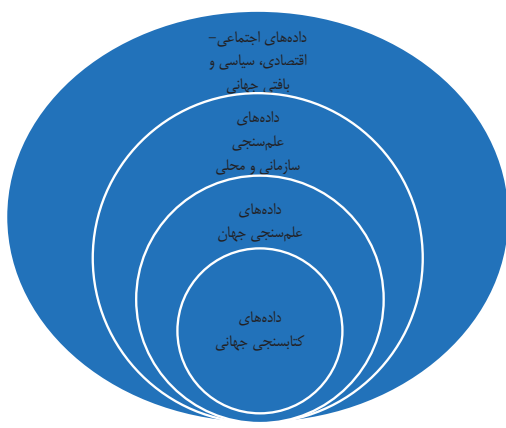 داده‌های اجتماعی-
اقتصادی، سیاسی و
بافتی جهانی
داده‌های
علم‌سنجی
سازمانی و محلی
داده‌های
علم‌سنجی جهان
داده‌های
کتابسنجی جهانی